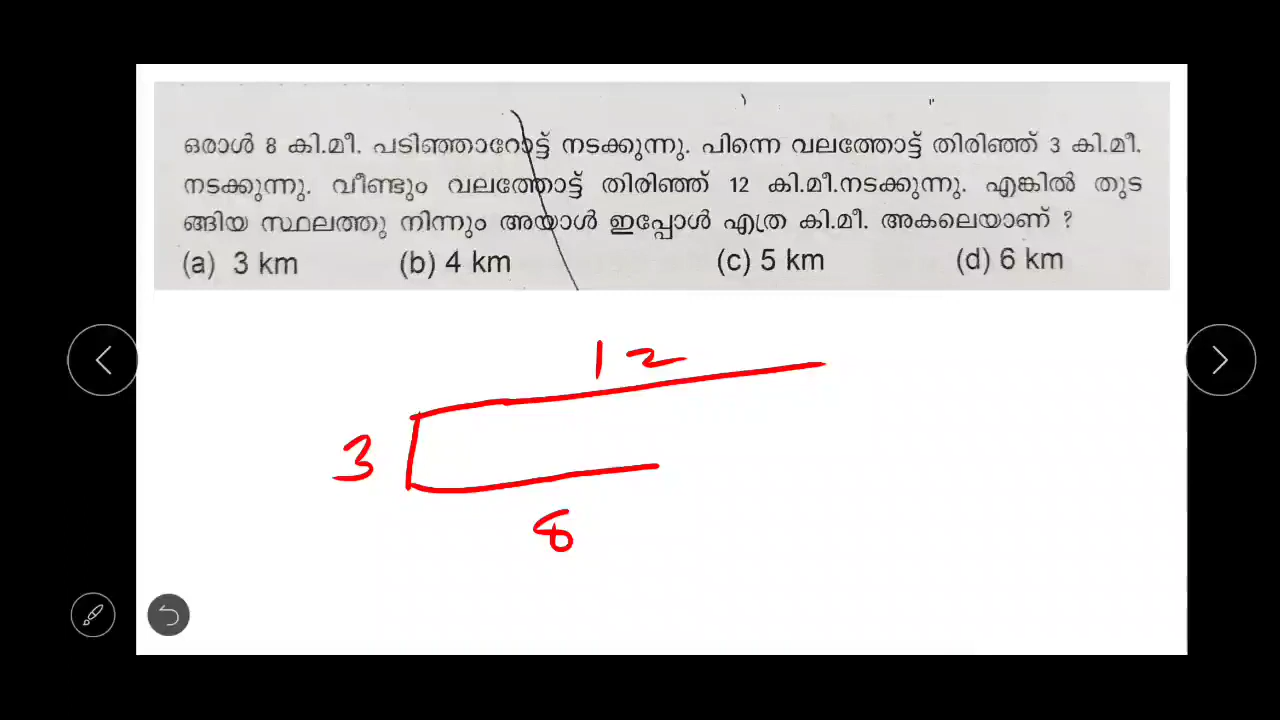 ഒരാൾ 8 കി.മീ. പടിഞ്ഞാറോട്ട് നടക്കുന്നു. പിന്നെ വലത്തോട്ട് തിരിഞ്ഞ് 3 കി.മീ.
നടക്കുന്നു. വീണ്ടും വലത്തോട്ട് തിരിഞ്ഞ് 12 കി.മീ.നടക്കുന്നു. എങ്കിൽ തുട
ങ്ങിയ സ്ഥലത്തു നിന്നും അയാൾ ഇപ്പോൾ എത്ര കി.മീ. അകലെയാണ് ?
(a) 3 km (b) 4 km (c) 5 km (d) 6 km
12
3
8